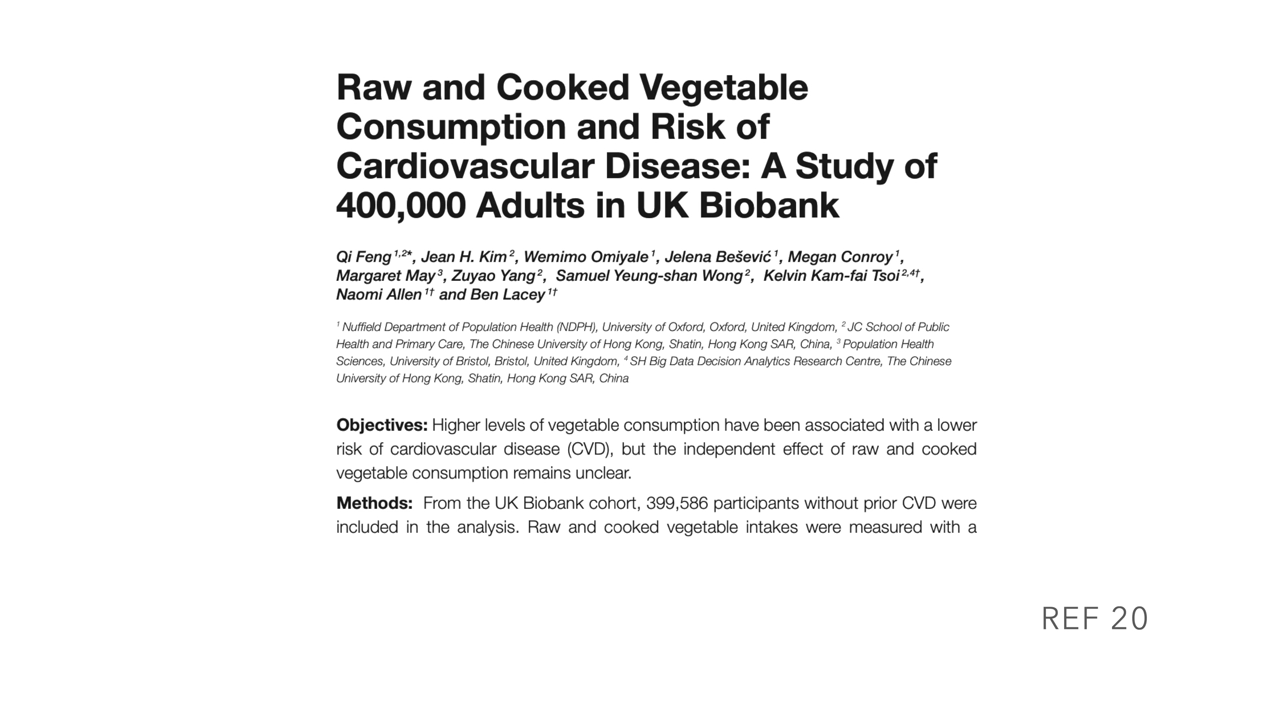 Raw and Cooked Vegetable
Consumption and Risk of
Cardiovascular Disease: A Study of
400,000 Adults in UK Biobank
Qi Feng 1,2*, Jean H. Kim 2, Wemimo Omiyale 1, Jelena Bešević 1, Megan Conroy 1,
Margaret May 3, Zuyao Yang 2, Samuel Yeung-shan Wong 2, Kelvin Kam-fai Tsoi 2,4†,
Naomi Allen 1† and Ben Lacey 1†
1 Nuffield Department of Population Health (NDPH), University of Oxford, Oxford, United Kingdom, 2 JC School of Public
Health and Primary Care, The Chinese University of Hong Kong, Shatin, Hong Kong SAR, China, 3 Population Health
Sciences, University of Bristol, Bristol, United Kingdom, 4 SH Big Data Decision Analytics Research Centre, The Chinese
University of Hong Kong, Shatin, Hong Kong SAR, China
Objectives: Higher levels of vegetable consumption have been associated with a lower
risk of cardiovascular disease (CVD), but the independent effect of raw and cooked
vegetable consumption remains unclear.
Methods: From the UK Biobank cohort, 399,586 participants without prior CVD were
included in the analysis. Raw and cooked vegetable intakes were measured with a
REF 20